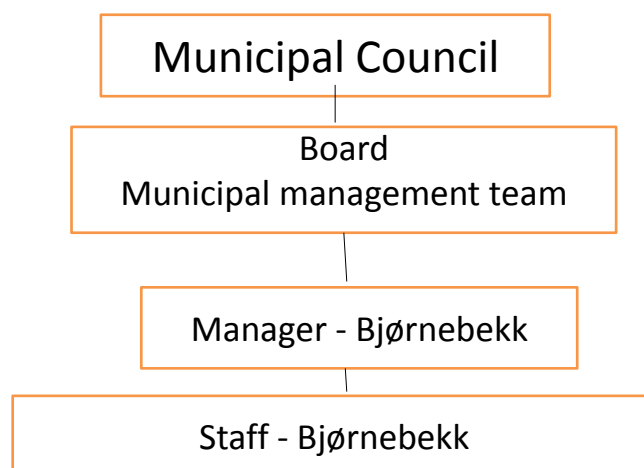 Municipal Council
Board
Municipal management team
Manager - Bjørnebekk
Staff - Bjørnebekk